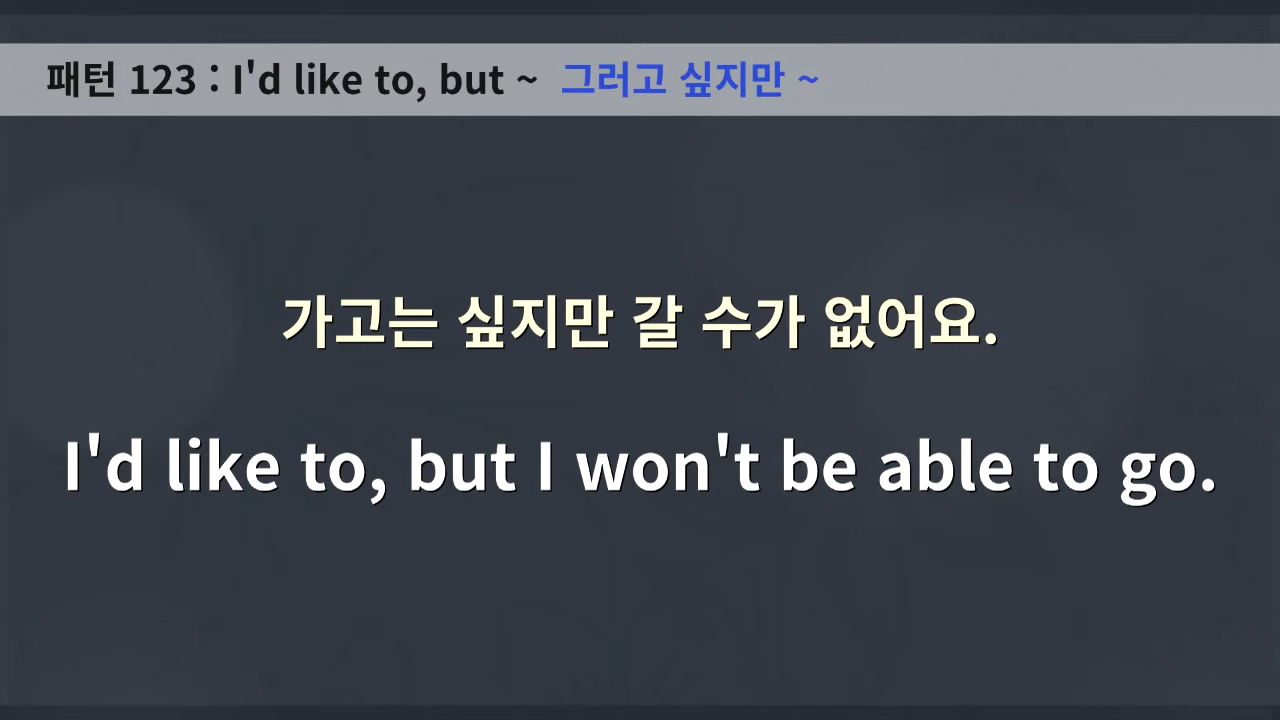 패턴 123 : I'd like to, but ~ 그러고 싶지만 ~
가고는 싶지만 갈 수가 없어요.
I'd like to, but I won't be able to go.